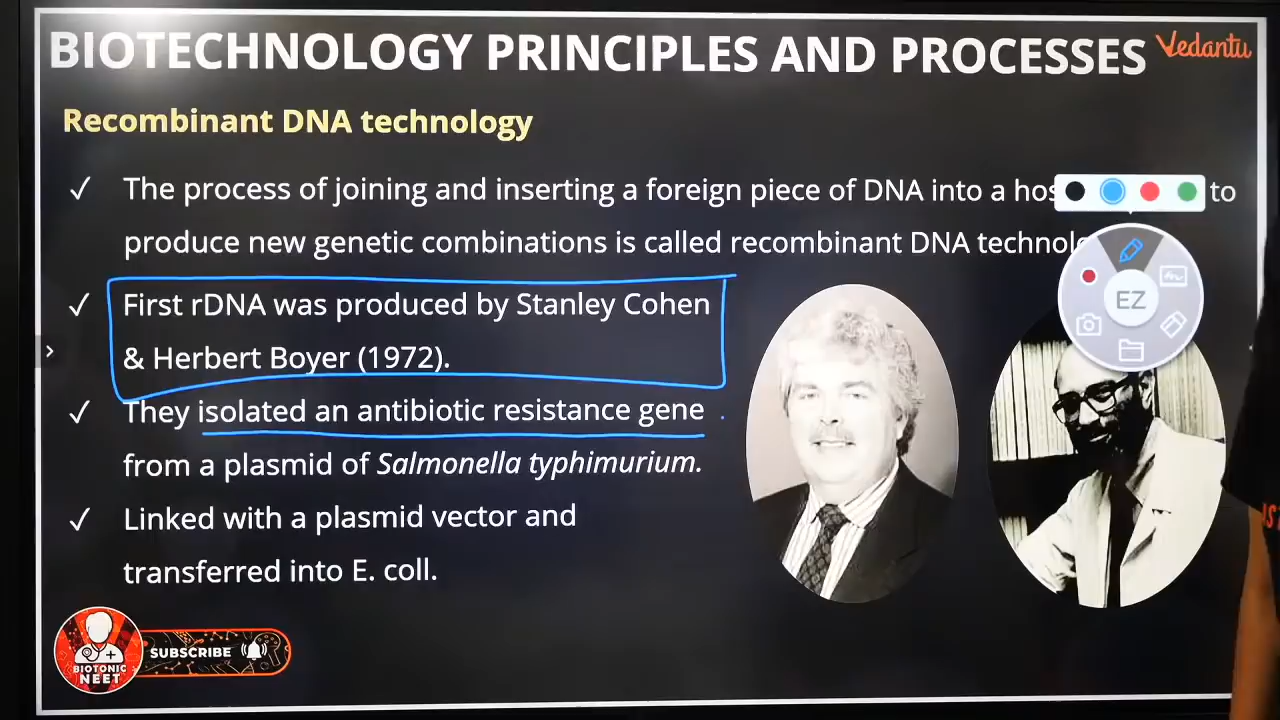 BIOTECHNOLOGY PRINCIPLES AND PROCESSES
Vedantu
Recombinant DNA technology
✓ The process of joining and inserting a foreign piece of DNA into a hos to
produce new genetic combinations is called recombinant DNA technolo
EZ
✓ First rDNA was produced by Stanley Cohen
& Herbert Boyer (1972).
✓ They isolated an antibiotic resistance gene
from a plasmid of Salmonella typhimurium.
✓ Linked with a plasmid vector and
transferred into E. coll.
SUBSCRIBE
BIOTONIC
NEET